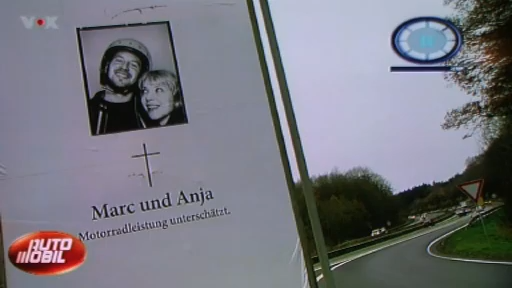 VOX
Marc und Anja
Motorradleistung unterschätzt.
AUTO
MOBIL